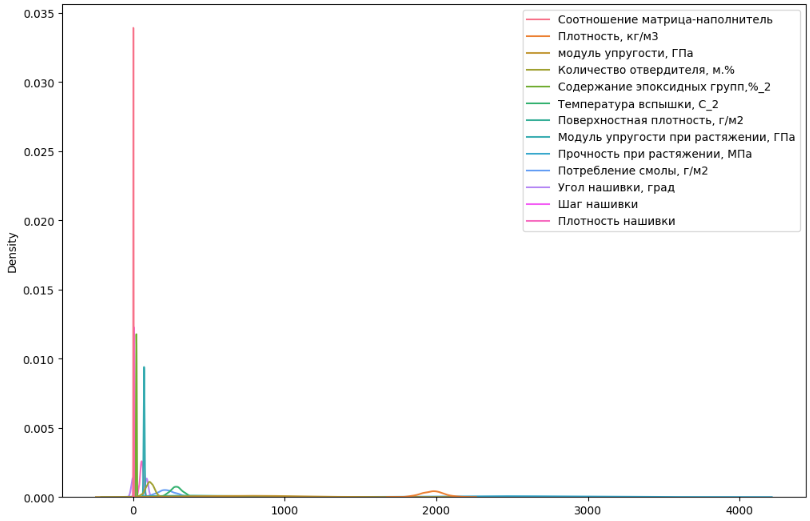 0.035
0.030
0.025
0.020
0.015
0.010
0.005
0.000
Density
0
1000
2000
3000
4000
Соотношение матрица-наполнитель
Плотность, кг/м3
модуль упругости, ГПа
Количество отвердителя, м.%
Содержание эпоксидных групп,%_2
Температура вспышки, С_2
Поверхностная плотность, г/м2
Модуль упругости при растяжении, ГПа
Прочность при растяжении, МПа
Потребление смолы, г/м2
Угол нашивки, град
Шаг нашивки
Плотность нашивки